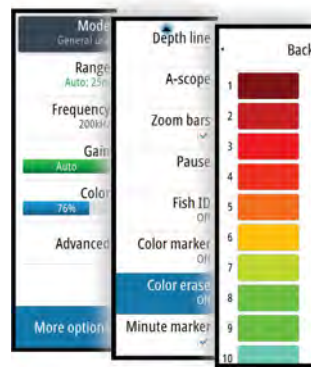 Mode
General use
Range
Auto; 25m
Frequency
200kHz
Gain
Auto
Color
76%
Advanced
More option
Depth line
A-scope
Zoom bars
Pause
Fish ID
Off
Color marker
Off
Color erase
Off
Minute marker
Back
1
2
3
4
5
6
7
8
9
10